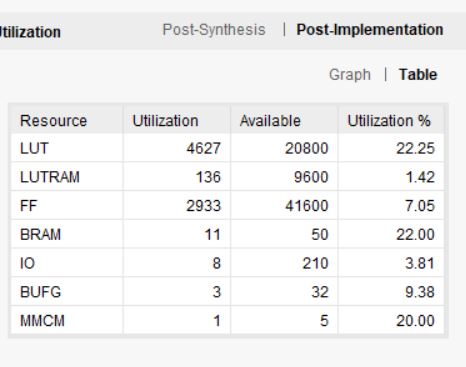 Utilization Post-Synthesis | Post-Implementation
Graph | Table
Resource Utilization Available Utilization %
LUT 4627 20800 22.25
LUTRAM 136 9600 1.42
FF 2933 41600 7.05
BRAM 11 50 22.00
IO 8 210 3.81
BUFG 3 32 9.38
MMCM 1 5 20.00